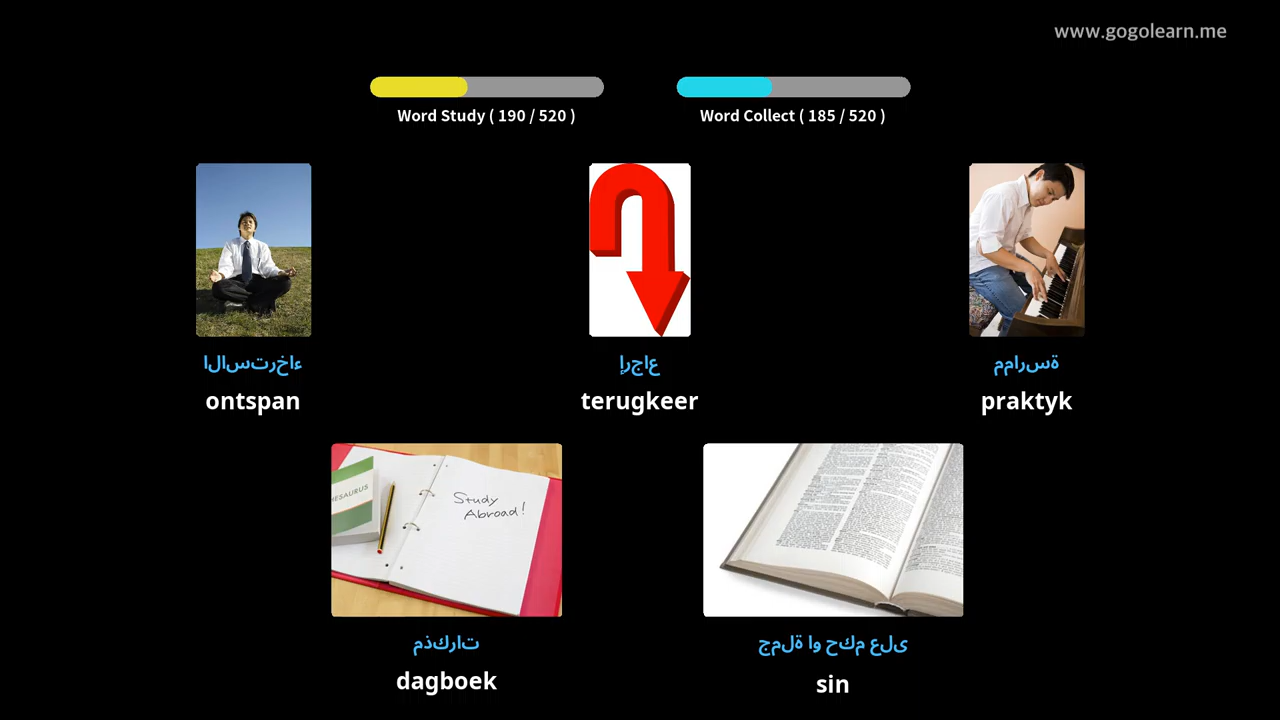 www.gogolearn.me
Word Study ( 190 / 520 )
Word Collect ( 185 / 520 )
الاسترخاء
إرجاع
ممارسة
ontspan
terugkeer
praktyk
HESAURUS
Study
Abroad!
مذكرات
جملة او حكم على
dagboek
sin